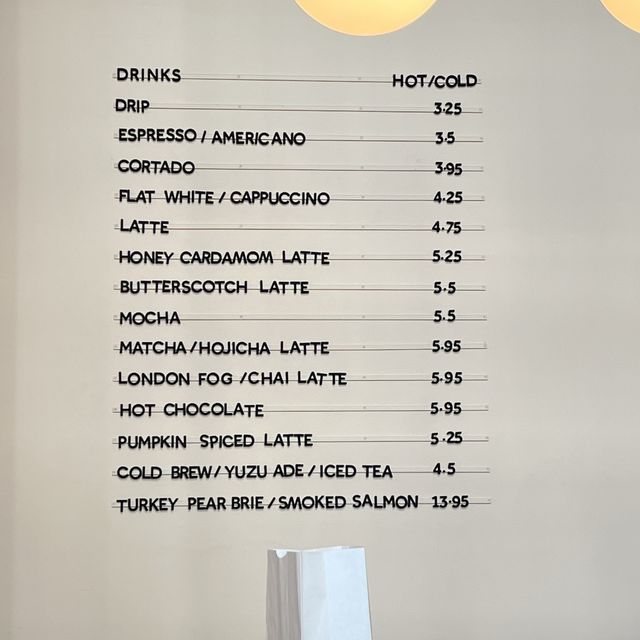 DRINKS HOT/COLD
DRIP 3.25
ESPRESSO / AMERICANO 3.5
CORTADO 3.95
FLAT WHITE / CAPPUCCINO 4.25
LATTE 4.75
HONEY CARDAMOM LATTE 5.25
BUTTERSCOTCH LATTE 5.5
MOCHA 5.5
MATCHA / HOJICHA LATTE 5.95
LONDON FOG / CHAI LATTE 5.95
HOT CHOCOLATE 5.95
PUMPKIN SPICED LATTE 5.25
COLD BREW / YUZU ADE / ICED TEA 4.5
TURKEY PEAR BRIE / SMOKED SALMON 13.95